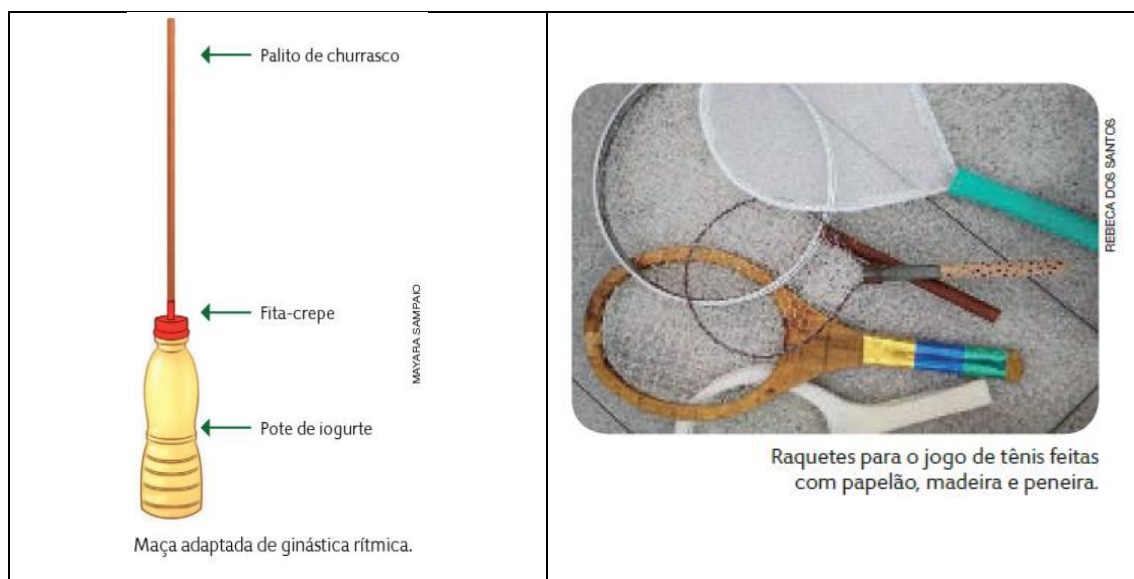 Palito de churrasco
Fita-crepe
MAYARA SAMPAIO
Pote de iogurte
Maça adaptada de ginástica rítmica.
REBECA DOS SANTOS
Raquetes para o jogo de tênis feitas
com papelão, madeira e peneira.